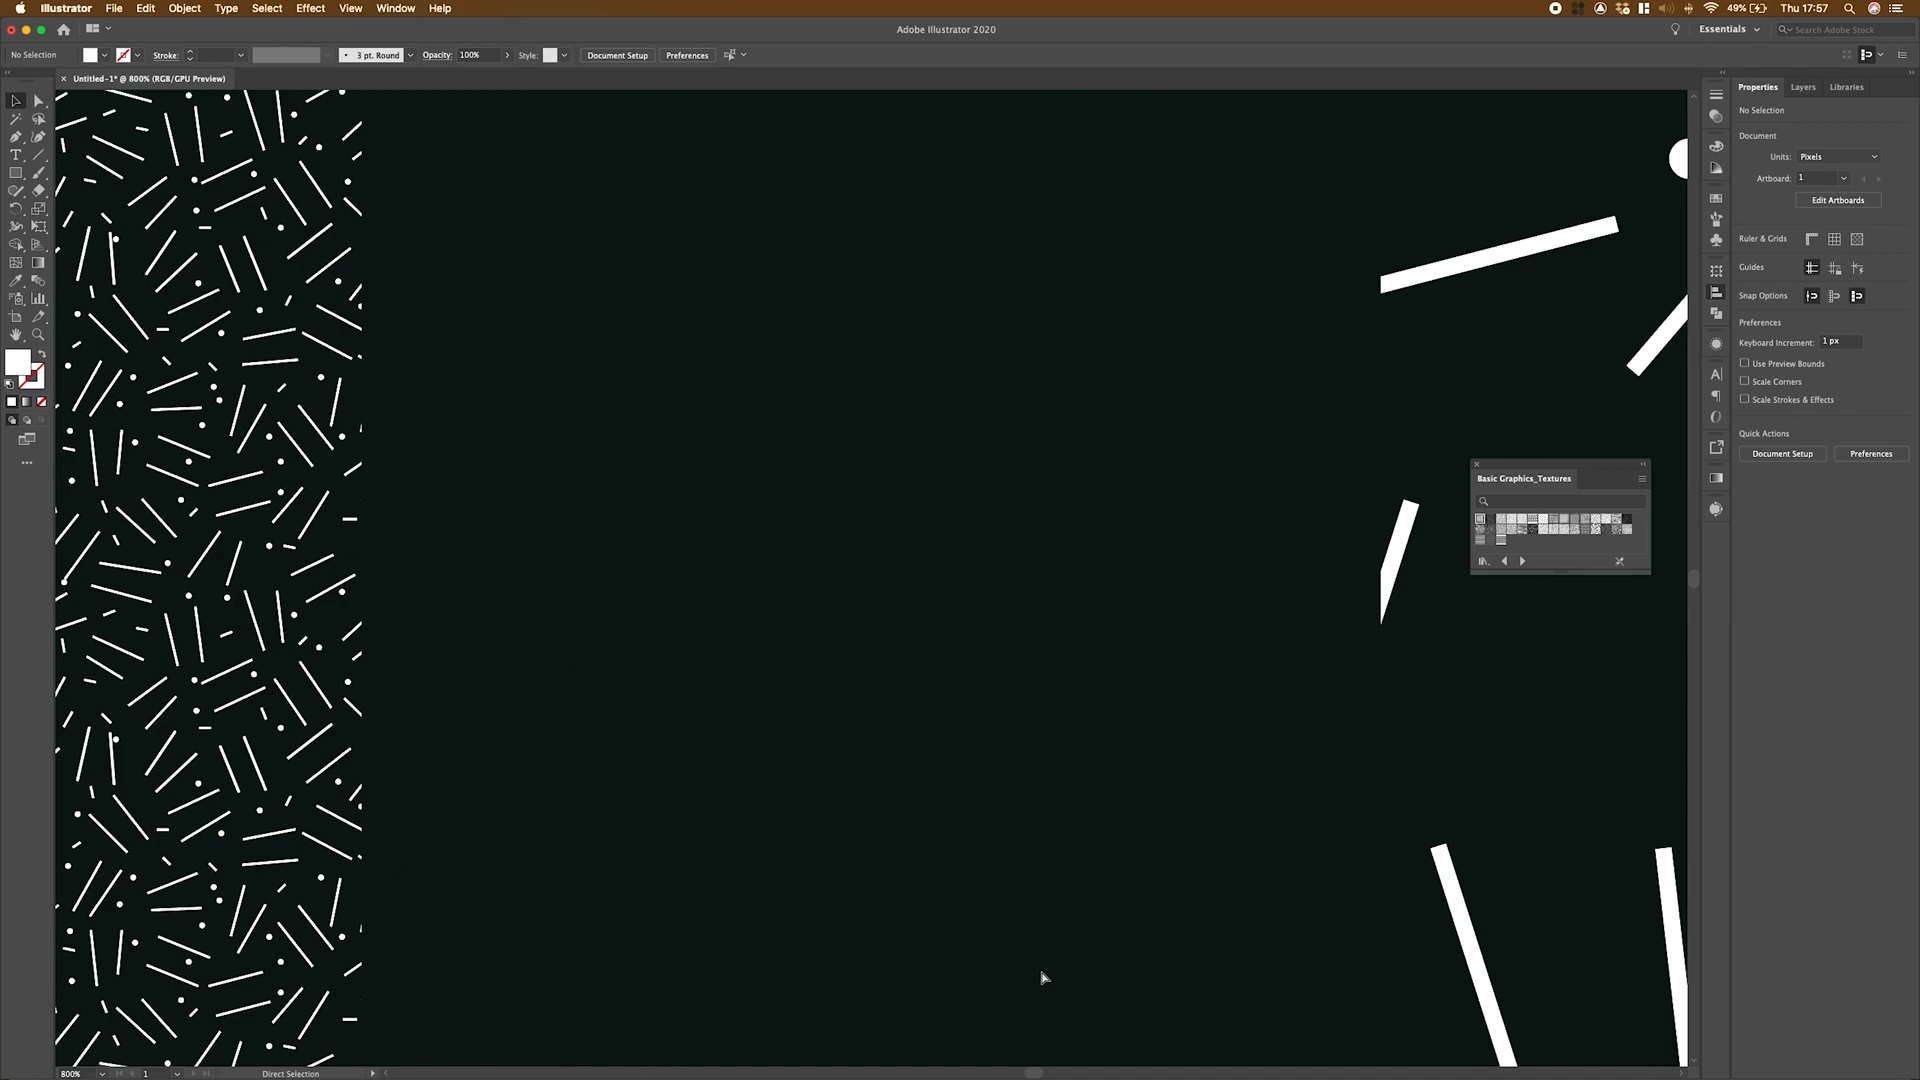 Illustrator File Edit Object Type Select Effect View Window Help
49% Thu 17:57
Adobe Illustrator 2020
Essentials
Search Adobe Stock
No Selection Stroke: 3 pt. Round Opacity: 100% Style: Document Setup Preferences
Untitled-1* @ 800% (RGB/GPU Preview)
Properties Layers Libraries
No Selection
Document
Units: Pixels
Artboard: 1
Edit Artboards
Ruler & Grids
Guides
Snap Options
Preferences
Keyboard Increment: 1 px
Use Preview Bounds
Scale Corners
Scale Strokes & Effects
Quick Actions
Document Setup Preferences
Basic Graphics_Textures
800% 1 Direct Selection